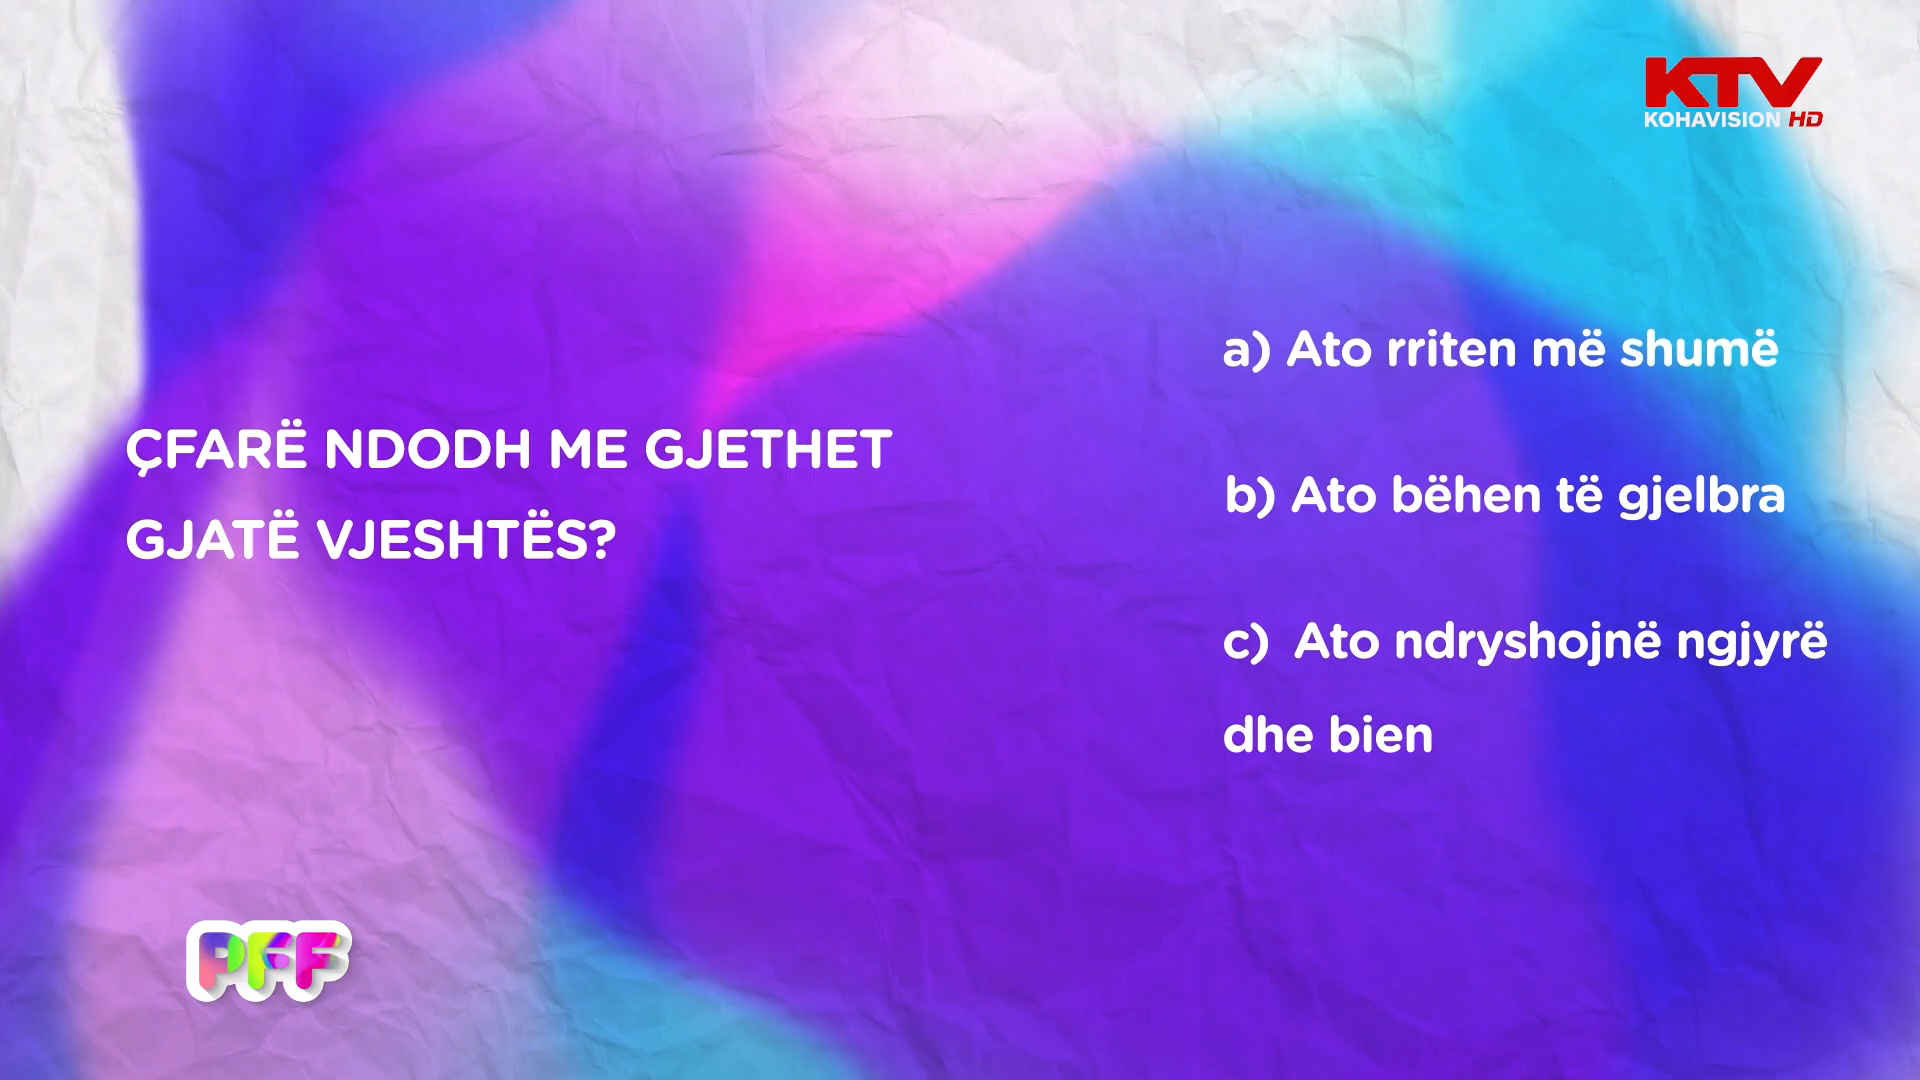 KTV
KOHAVISION HD
ÇFARË NDODH ME GJETHET
GJATË VJESHTËS?
a) Ato rriten më shumë
b) Ato bëhen të gjelbra
c) Ato ndryshojnë ngjyrë
dhe bien
PFF